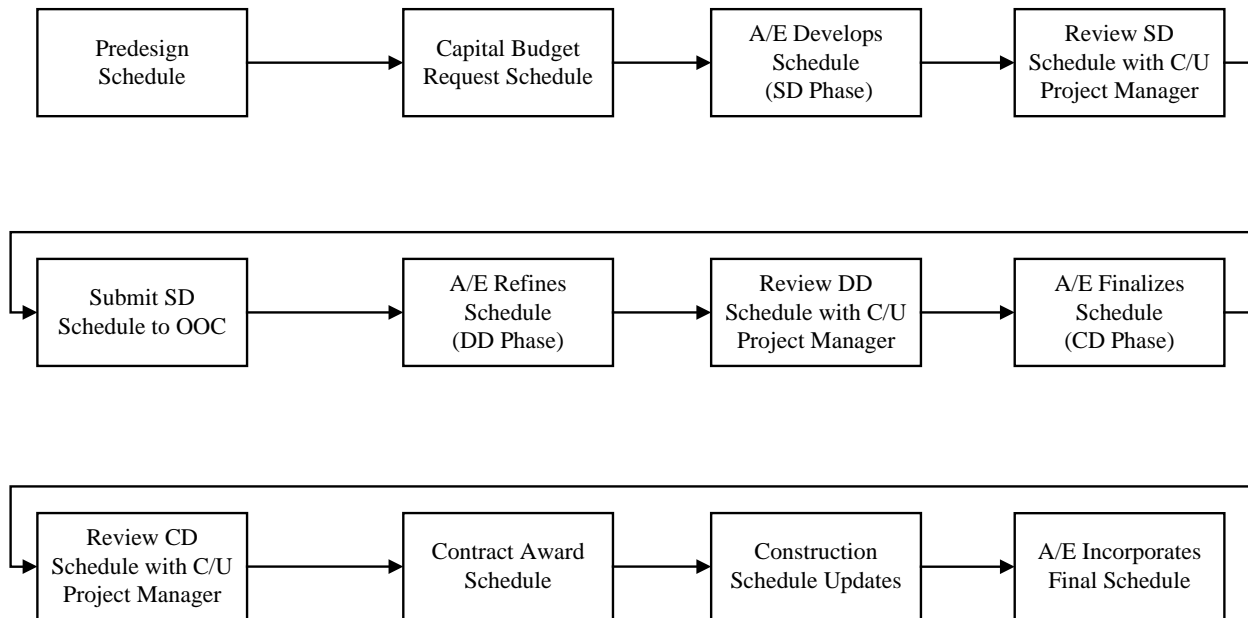 Predesign
Schedule
Capital Budget
Request Schedule
A/E Develops
Schedule
(SD Phase)
Review SD
Schedule with C/U
Project Manager
Submit SD
Schedule to OOC
A/E Refines
Schedule
(DD Phase)
Review DD
Schedule with C/U
Project Manager
A/E Finalizes
Schedule
(CD Phase)
Review CD
Schedule with C/U
Project Manager
Contract Award
Schedule
Construction
Schedule Updates
A/E Incorporates
Final Schedule